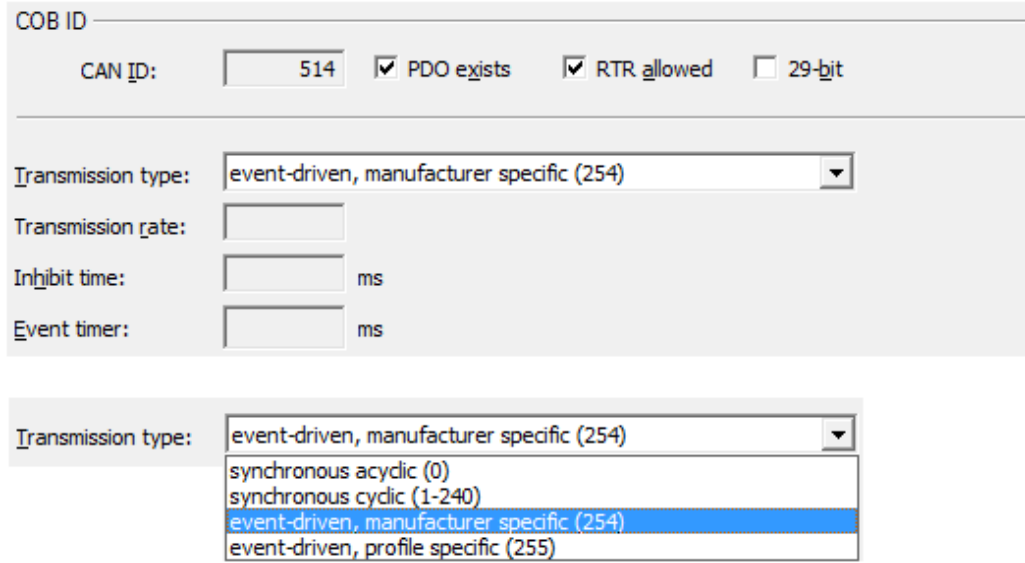 COB ID
CAN ID: 514 PDO exists RTR allowed 29-bit
Transmission type: event-driven, manufacturer specific (254)
Transmission rate:
Inhibit time: ms
Event timer: ms
Transmission type: event-driven, manufacturer specific (254)
synchronous acyclic (0)
synchronous cyclic (1-240)
event-driven, manufacturer specific (254)
event-driven, profile specific (255)